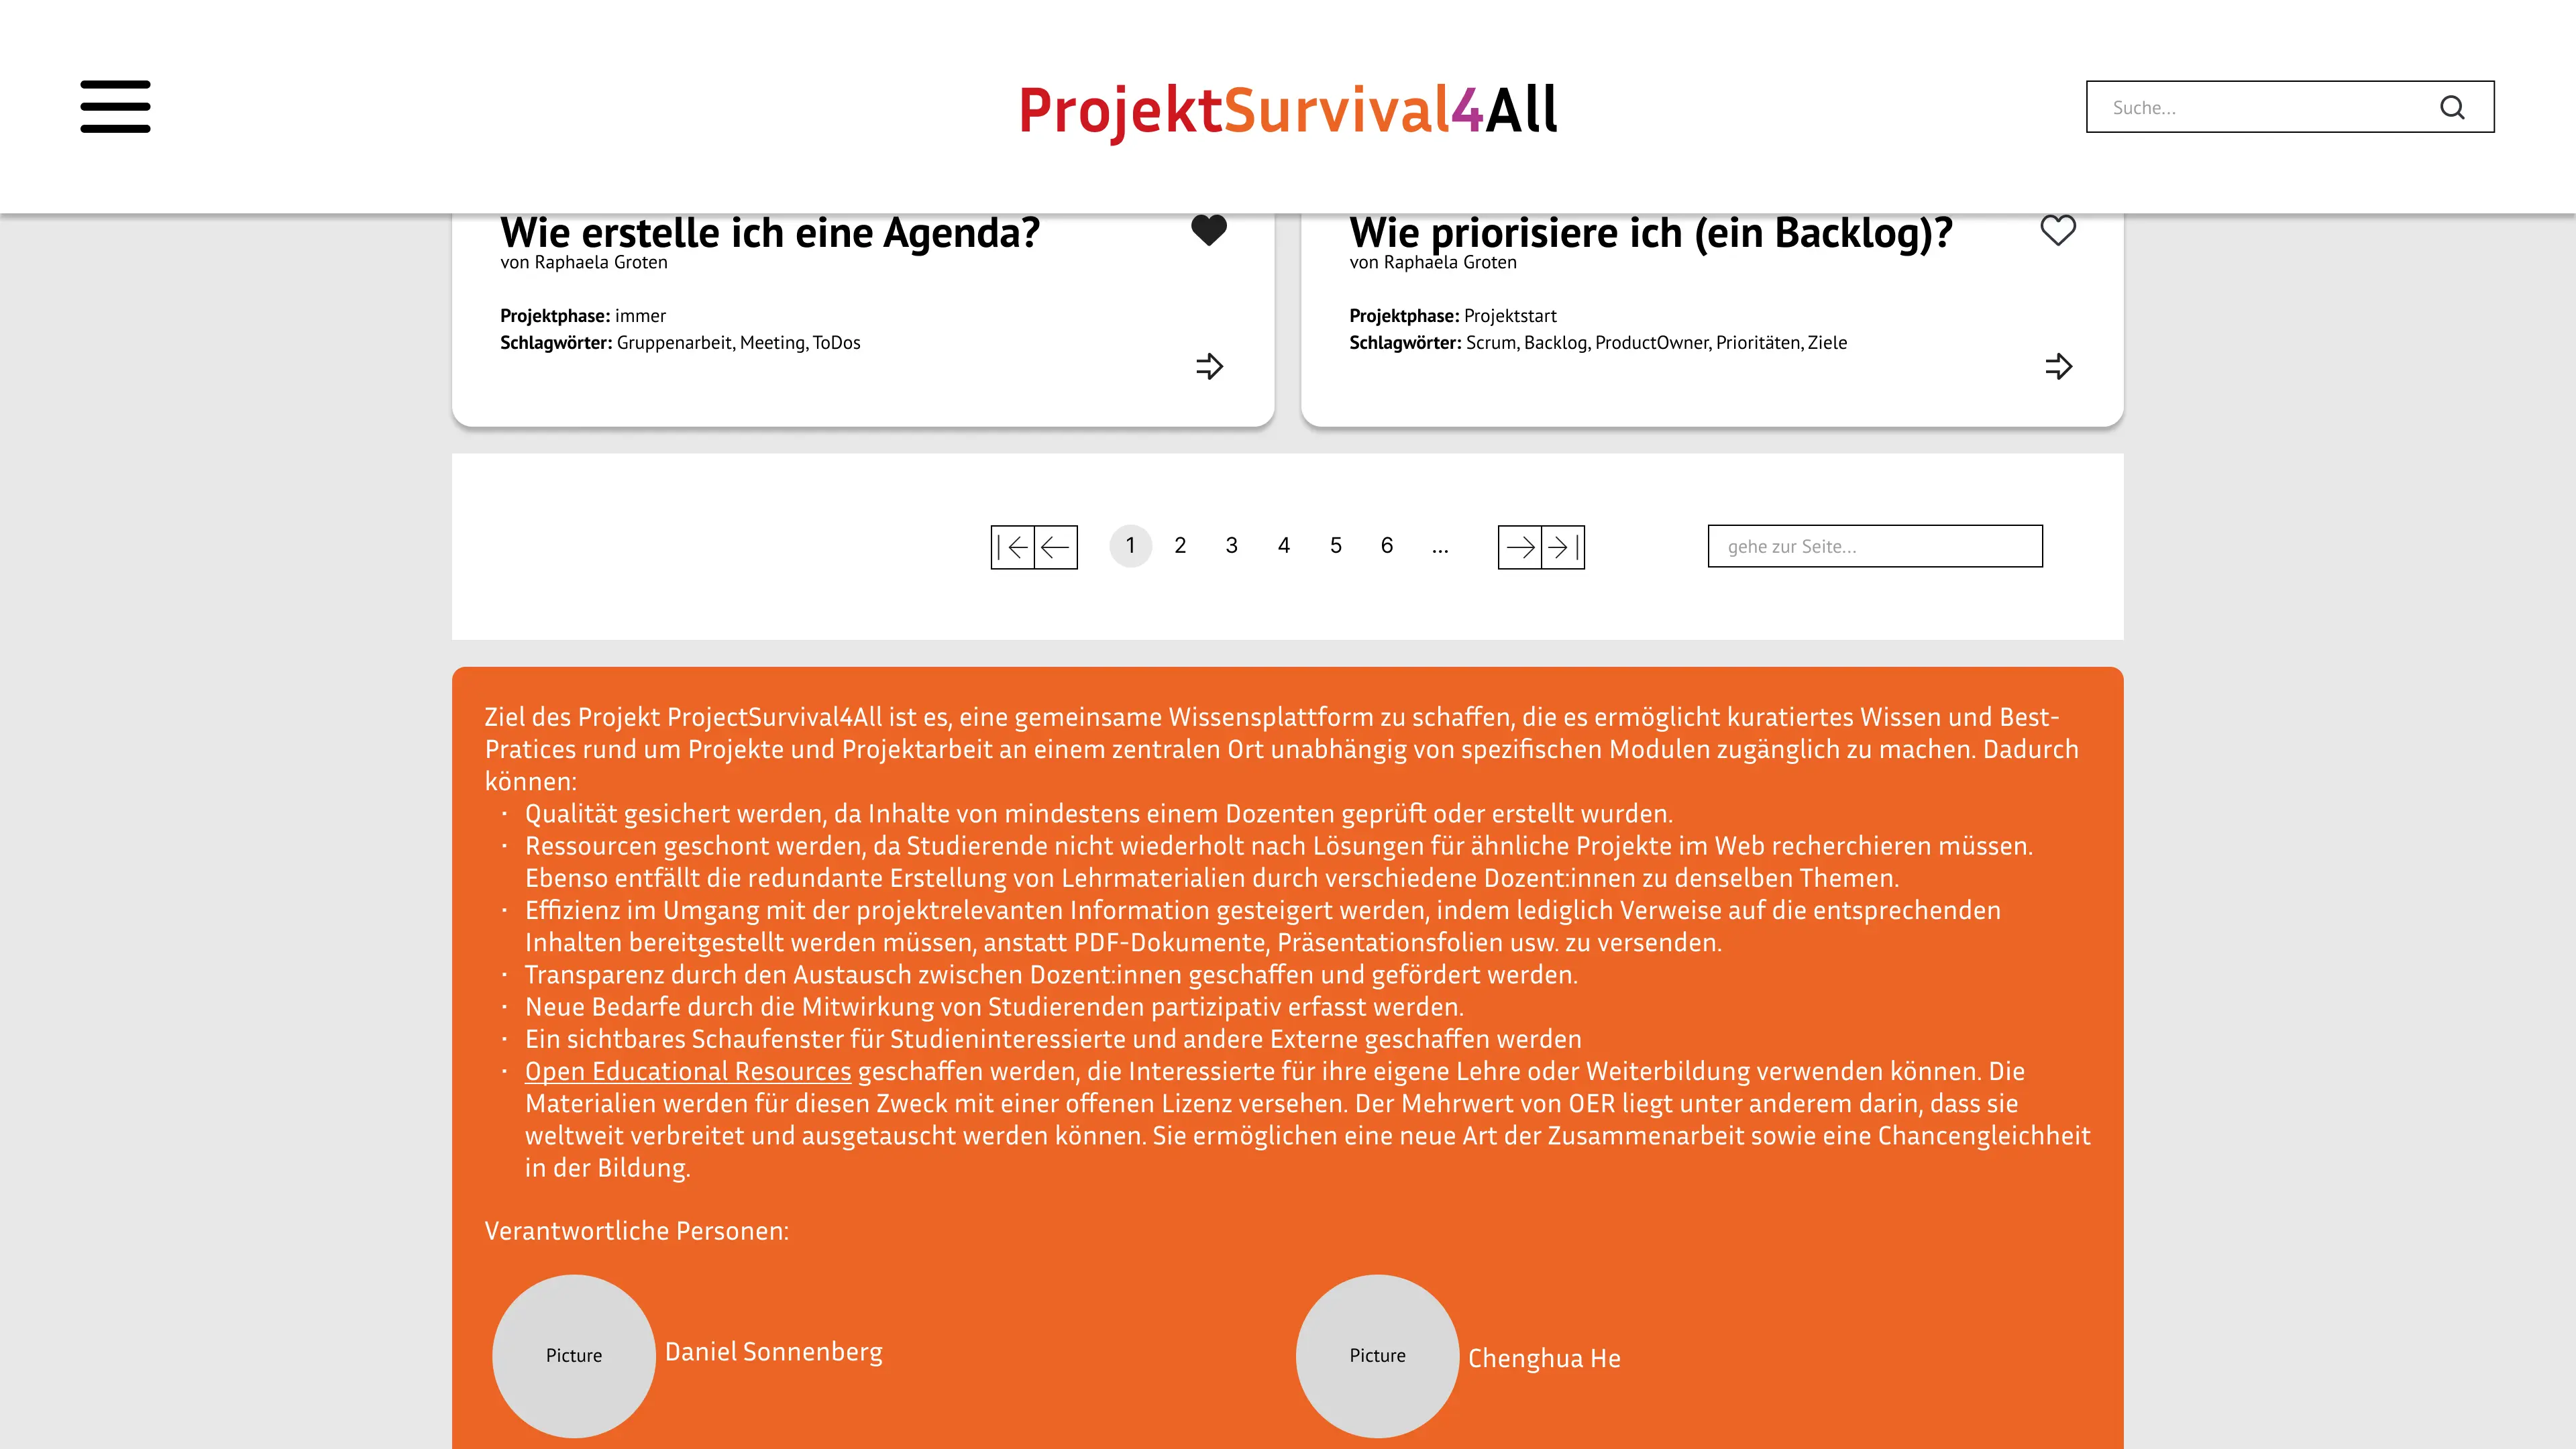 ProjektSurvival4All
Suche...
Wie erstelle ich eine Agenda?
von Raphaela Groten
Projektphase: immer
Schlagwörter: Gruppenarbeit, Meeting, ToDos
Wie priorisiere ich (ein Backlog)?
von Raphaela Groten
Projektphase: Projektstart
Schlagwörter: Scrum, Backlog, ProductOwner, Prioritäten, Ziele
1 2 3 4 5 6 ...
gehe zur Seite...
Ziel des Projekt ProjectSurvival4All ist es, eine gemeinsame Wissensplattform zu schaffen, die es ermöglicht kuratiertes Wissen und Best-
Pratices rund um Projekte und Projektarbeit an einem zentralen Ort unabhängig von spezifischen Modulen zugänglich zu machen. Dadurch
können:
· Qualität gesichert werden, da Inhalte von mindestens einem Dozenten geprüft oder erstellt wurden.
· Ressourcen geschont werden, da Studierende nicht wiederholt nach Lösungen für ähnliche Projekte im Web recherchieren müssen.
Ebenso entfällt die redundante Erstellung von Lehrmaterialien durch verschiedene Dozent:innen zu denselben Themen.
· Effizienz im Umgang mit der projektrelevanten Information gesteigert werden, indem lediglich Verweise auf die entsprechenden
Inhalten bereitgestellt werden müssen, anstatt PDF-Dokumente, Präsentationsfolien usw. zu versenden.
· Transparenz durch den Austausch zwischen Dozent:innen geschaffen und gefördert werden.
· Neue Bedarfe durch die Mitwirkung von Studierenden partizipativ erfasst werden.
· Ein sichtbares Schaufenster für Studieninteressierte und andere Externe geschaffen werden
· Open Educational Resources geschaffen werden, die Interessierte für ihre eigene Lehre oder Weiterbildung verwenden können. Die
Materialien werden für diesen Zweck mit einer offenen Lizenz versehen. Der Mehrwert von OER liegt unter anderem darin, dass sie
weltweit verbreitet und ausgetauscht werden können. Sie ermöglichen eine neue Art der Zusammenarbeit sowie eine Chancengleichheit
in der Bildung.
Verantwortliche Personen:
Picture
Daniel Sonnenberg
Picture
Chenghua He